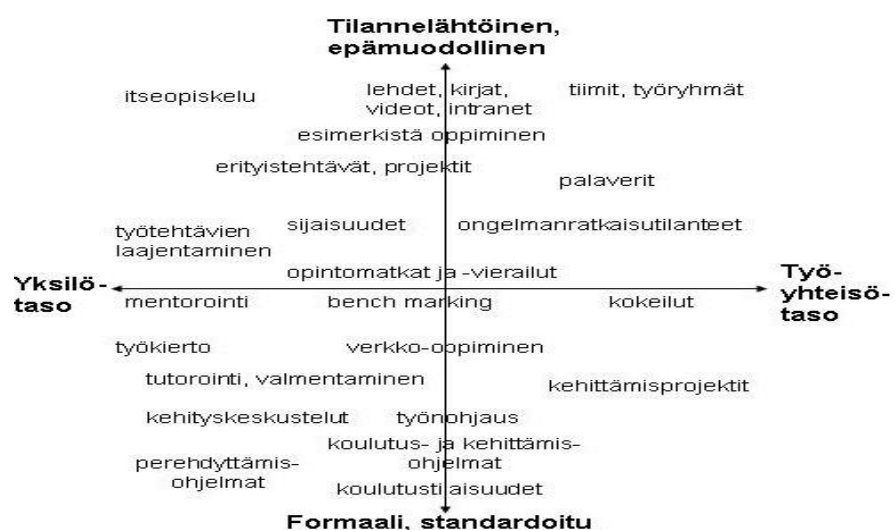 Tilannelähtöinen,
epämuodollinen
itseopiskelu
lehdet, kirjat,
videot, intranet
tiimit, työryhmät
esimerkistä oppiminen
erityistehtävät, projektit
palaverit
työtehtävien
laajentaminen
sijaisuudet
ongelmanratkaisutilanteet
opintomatkat ja -vierailut
Yksilö-
taso
Työ-
yhteisö-
taso
mentorointi
bench marking
kokeilut
työkierto
verkko-oppiminen
tutorointi, valmentaminen
kehittämisprojektit
kehityskeskustelut
työnohjaus
koulutus- ja kehittämis-
ohjelmat
perehdyttämis-
ohjelmat
koulutustilaisuudet
Formaali, standardoitu